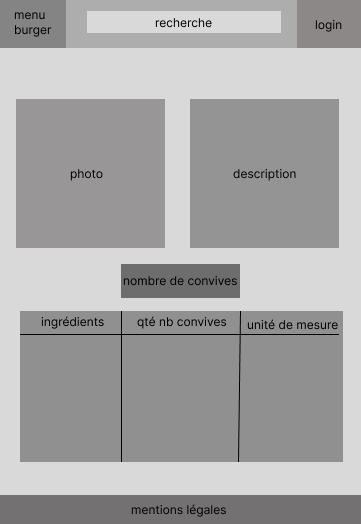 menu
burger
recherche
login
photo
description
nombre de convives
ingrédients
qté nb convives
unité de mesure
mentions légales